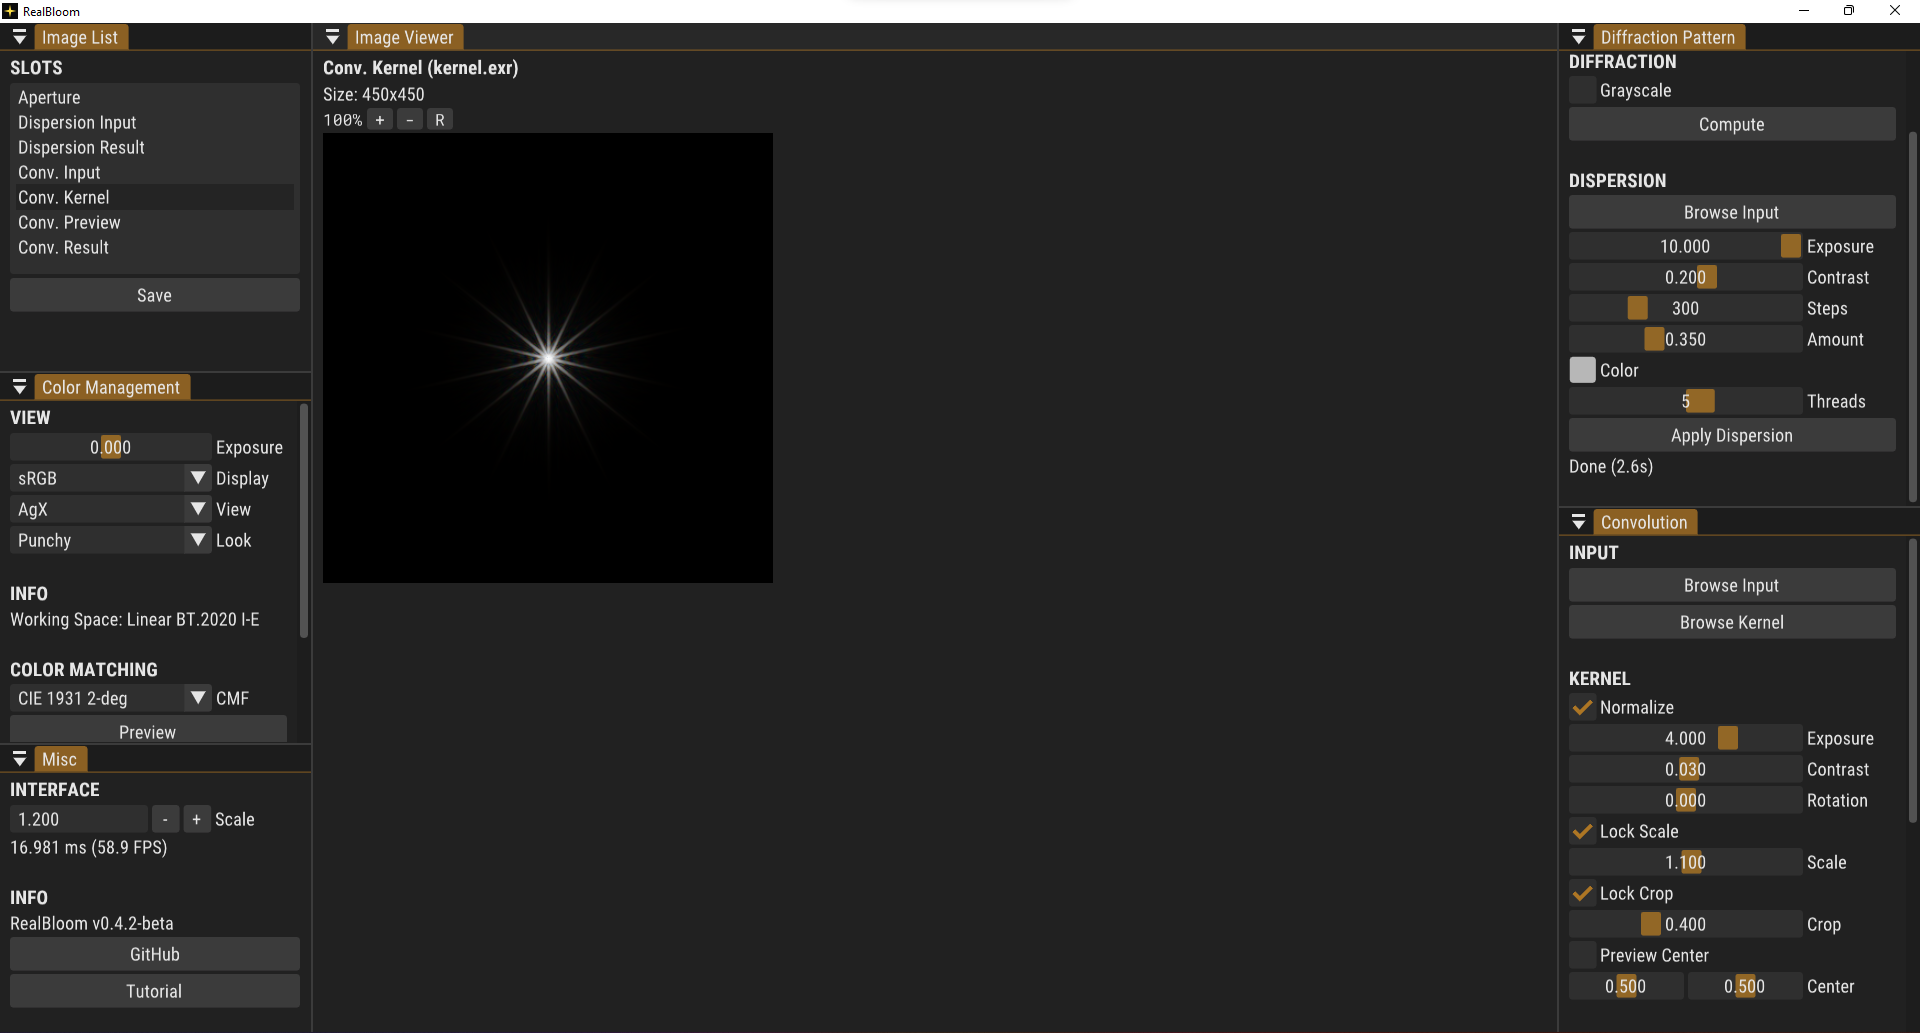 RealBloom
Image List
SLOTS
Aperture
Dispersion Input
Dispersion Result
Conv. Input
Conv. Kernel
Conv. Preview
Conv. Result
Save
Color Management
VIEW
0.000 Exposure
sRGB Display
AgX View
Punchy Look
INFO
Working Space: Linear BT.2020 I-E
COLOR MATCHING
CIE 1931 2-deg CMF
Preview
Misc
INTERFACE
1.200 - + Scale
16.981 ms (58.9 FPS)
INFO
RealBloom v0.4.2-beta
GitHub
Tutorial
Image Viewer
Conv. Kernel (kernel.exr)
Size: 450x450
100% + - R
Diffraction Pattern
DIFFRACTION
Grayscale
Compute
DISPERSION
Browse Input
10.000 Exposure
0.200 Contrast
300 Steps
0.350 Amount
Color
5 Threads
Apply Dispersion
Done (2.6s)
Convolution
INPUT
Browse Input
Browse Kernel
KERNEL
Normalize
4.000 Exposure
0.030 Contrast
0.000 Rotation
Lock Scale
1.100 Scale
Lock Crop
0.400 Crop
Preview Center
0.500 0.500 Center